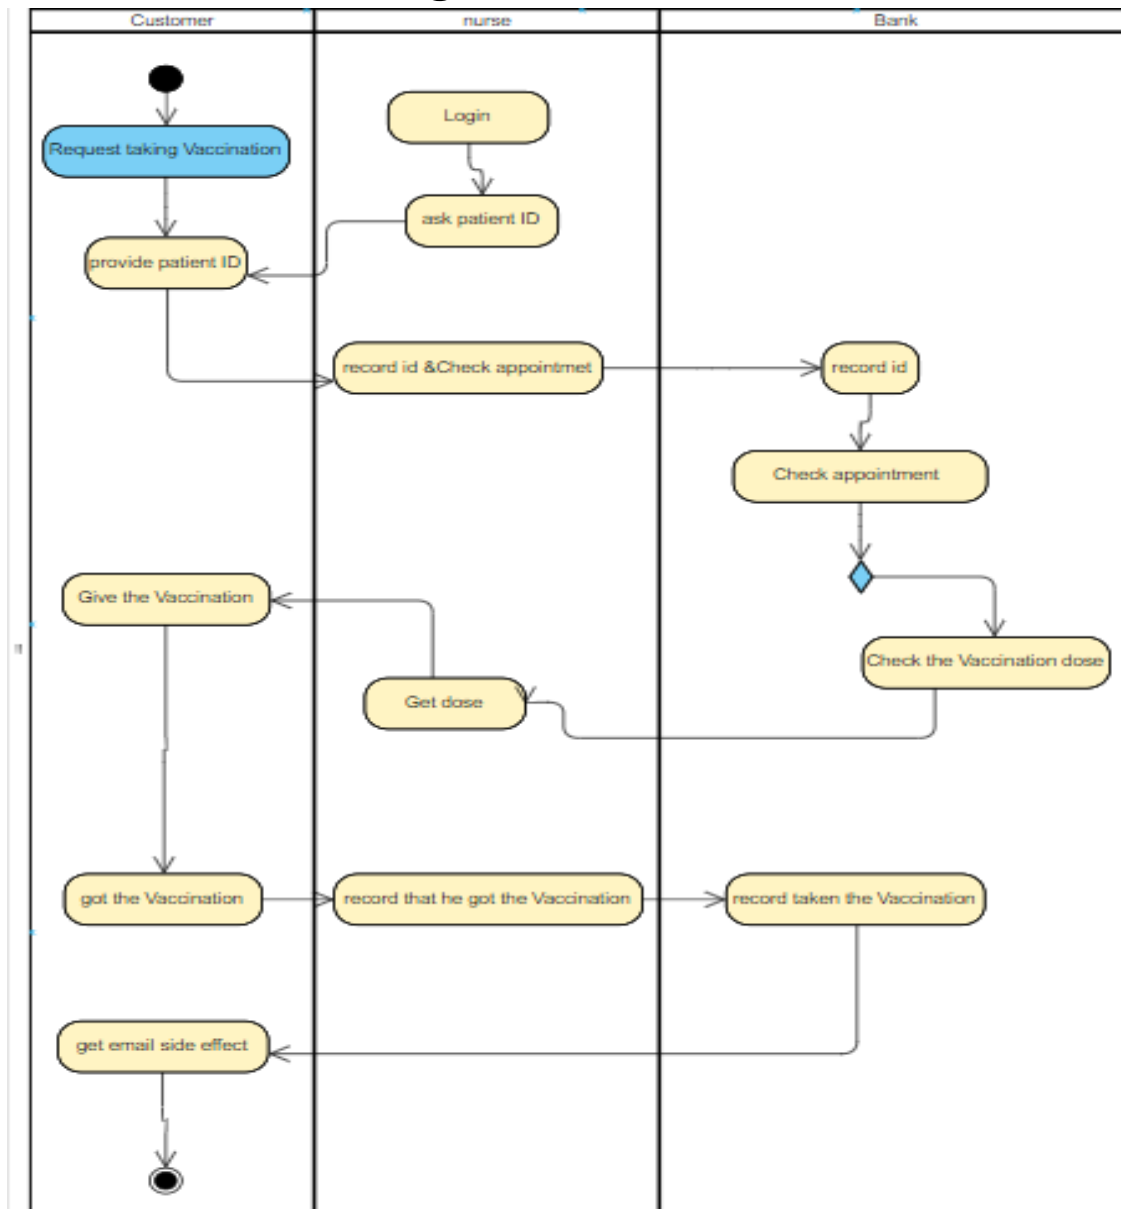 Customer
nurse
Bank
Login
Request taking Vaccination
ask patient ID
provide patient ID
record id &Check appointmet
record id
Check appointment
Give the Vaccination
Check the Vaccination dose
Get dose
got the Vaccination
record that he got the Vaccination
record taken the Vaccination
get email side effect